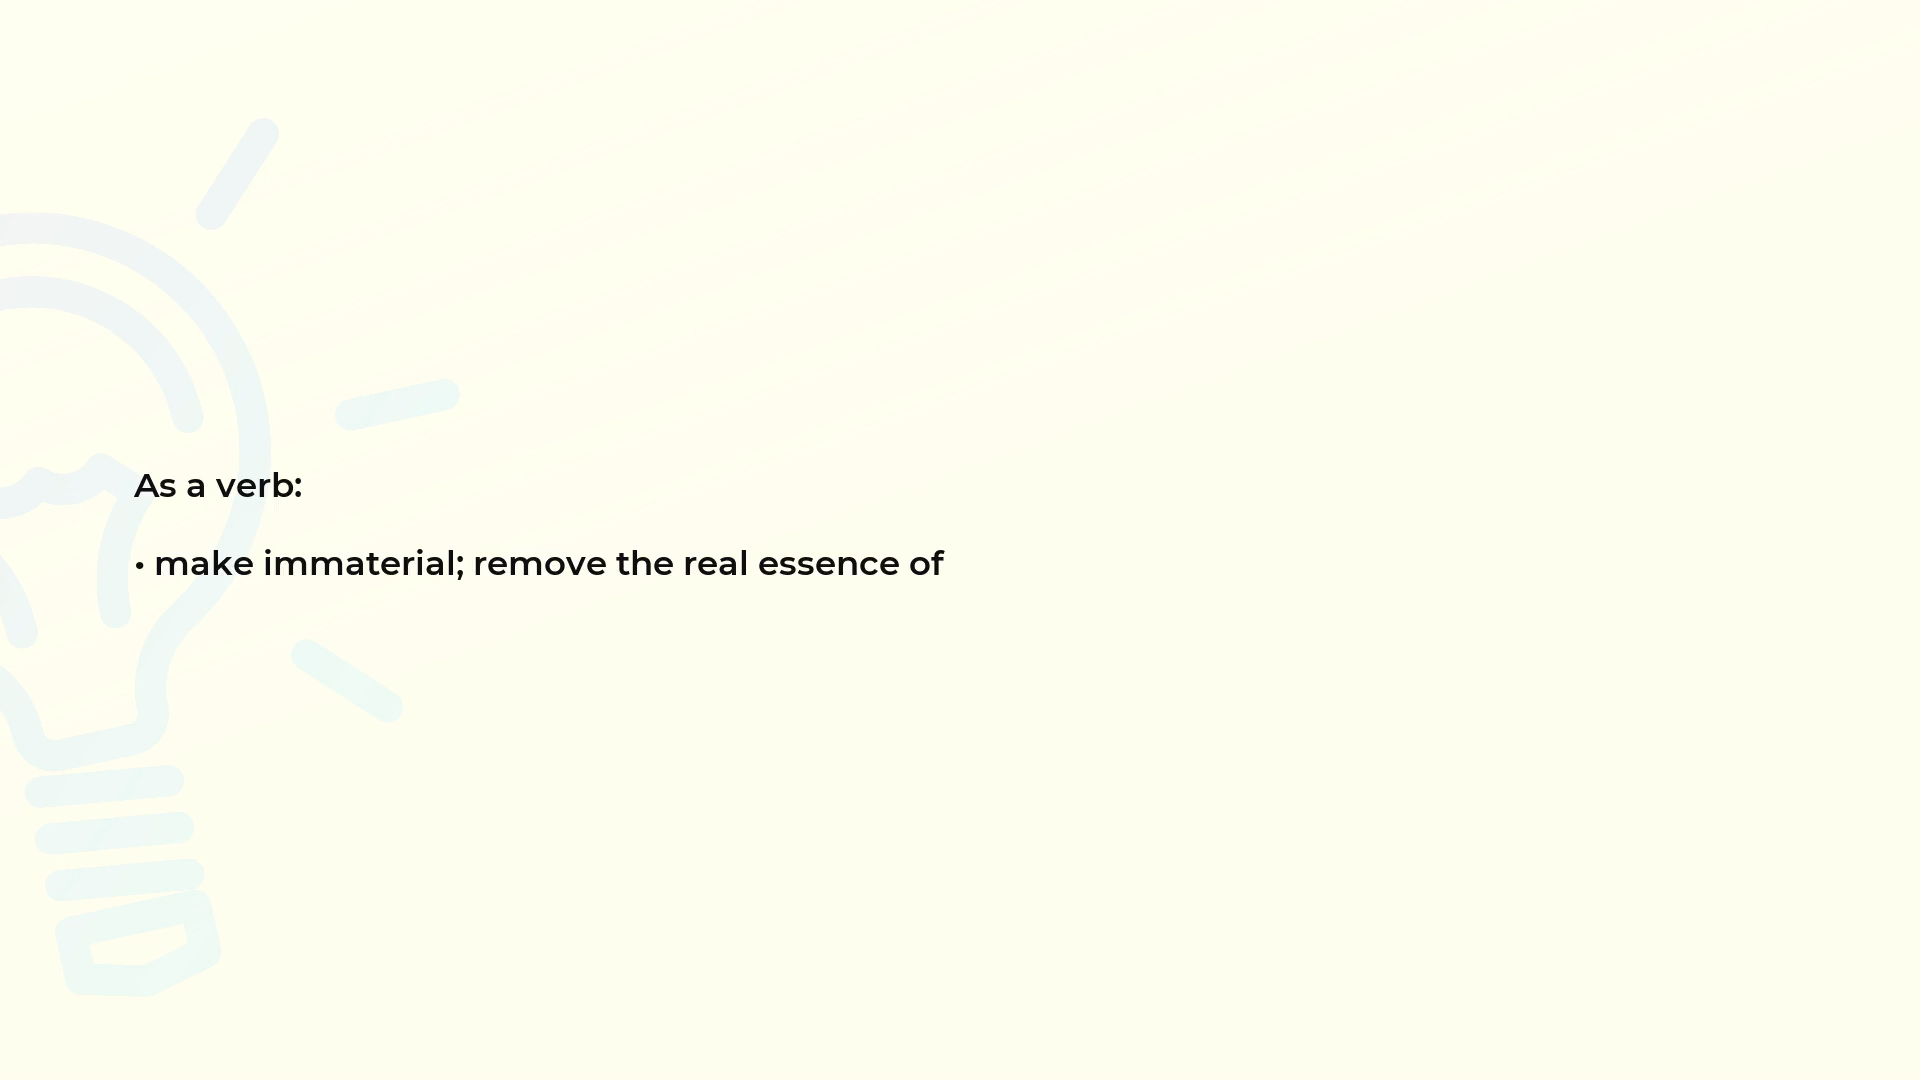 As a verb:
• make immaterial; remove the real essence of